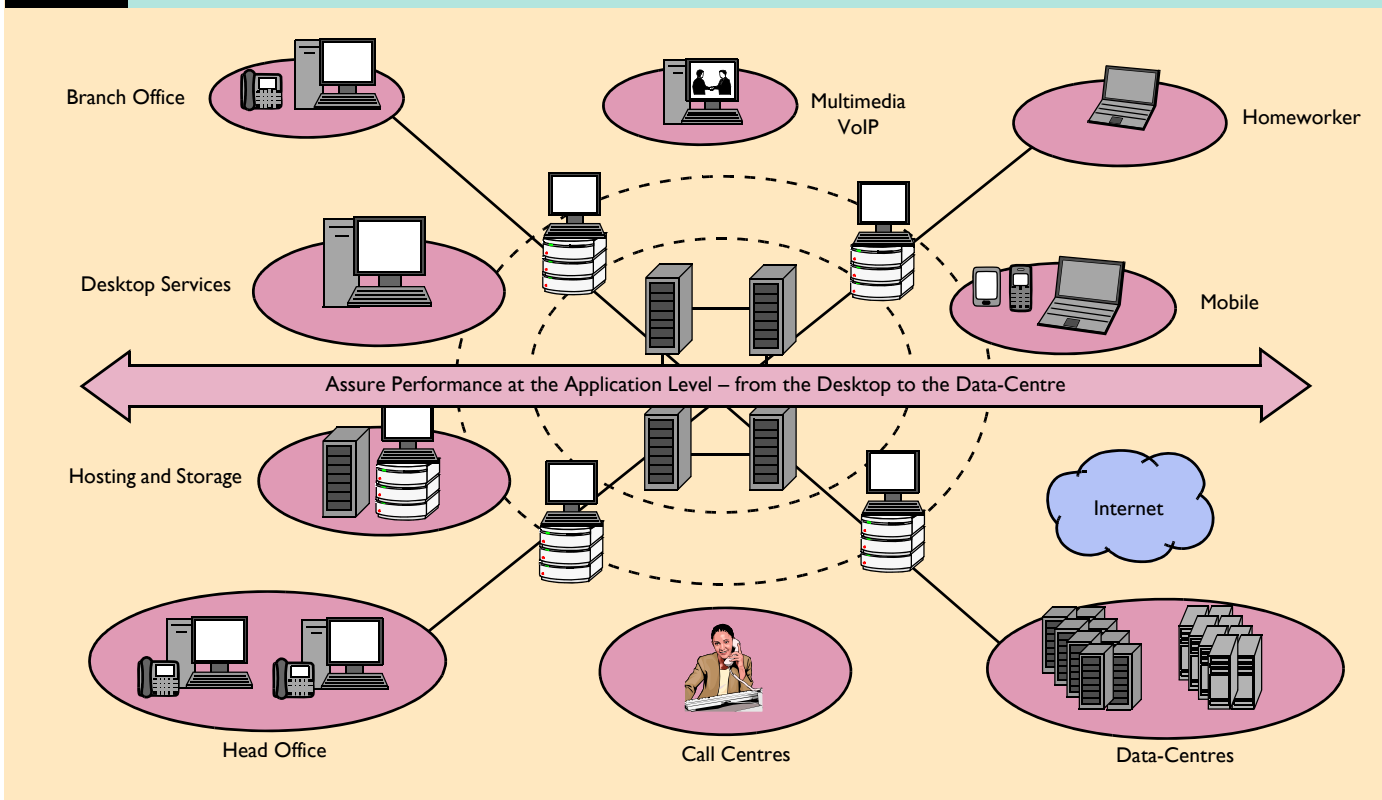 Branch Office
Multimedia
VoIP
Homeworker
Desktop Services
Mobile
Assure Performance at the Application Level – from the Desktop to the Data-Centre
Hosting and Storage
Internet
Head Office
Call Centres
Data-Centres